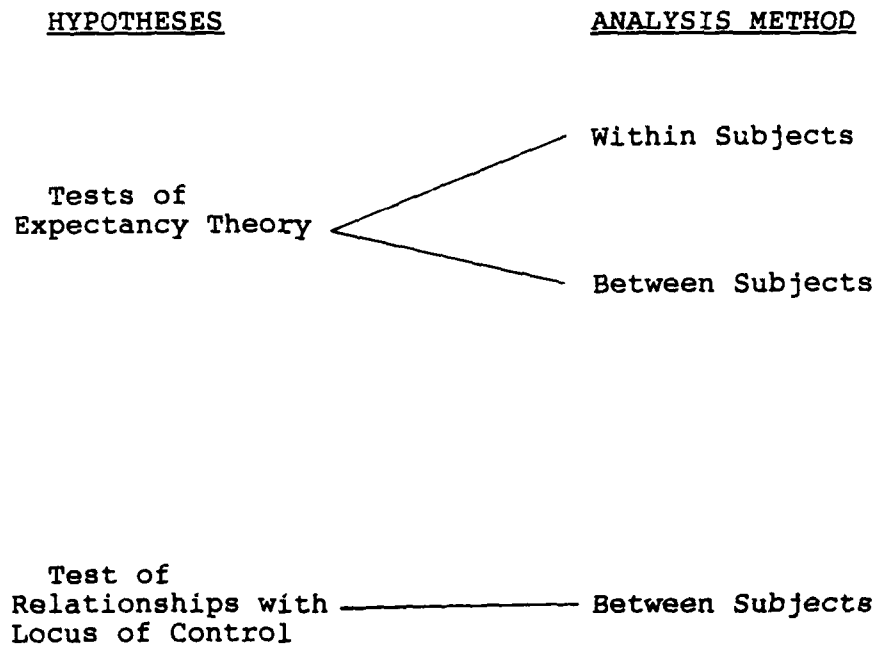 HYPOTHESES
ANALYSIS METHOD
Within Subjects
Tests of
Expectancy Theory
Between Subjects
Test of
Relationships with
Locus of Control
Between Subjects